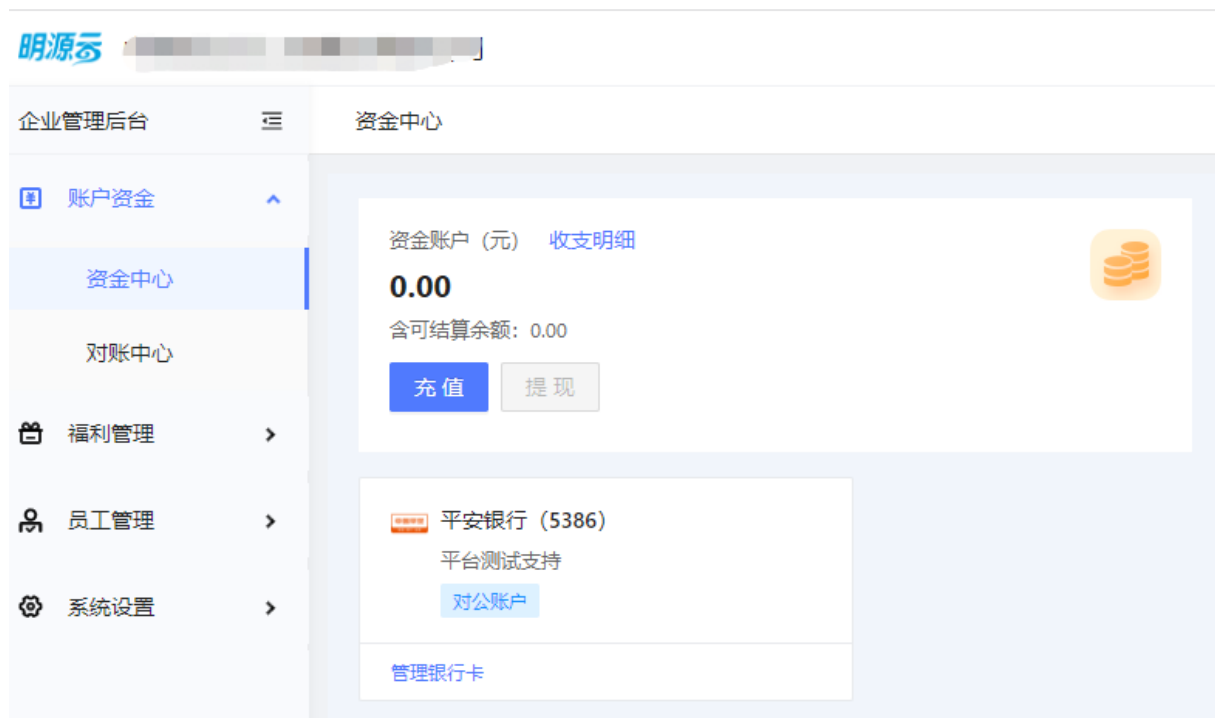 明源云
企业管理后台
资金中心
账户资金
资金中心
对账中心
福利管理
员工管理
系统设置
资金账户（元） 收支明细
0.00
含可结算余额：0.00
充 值 提 现
平安银行（5386）
平台测试支持
对公账户
管理银行卡